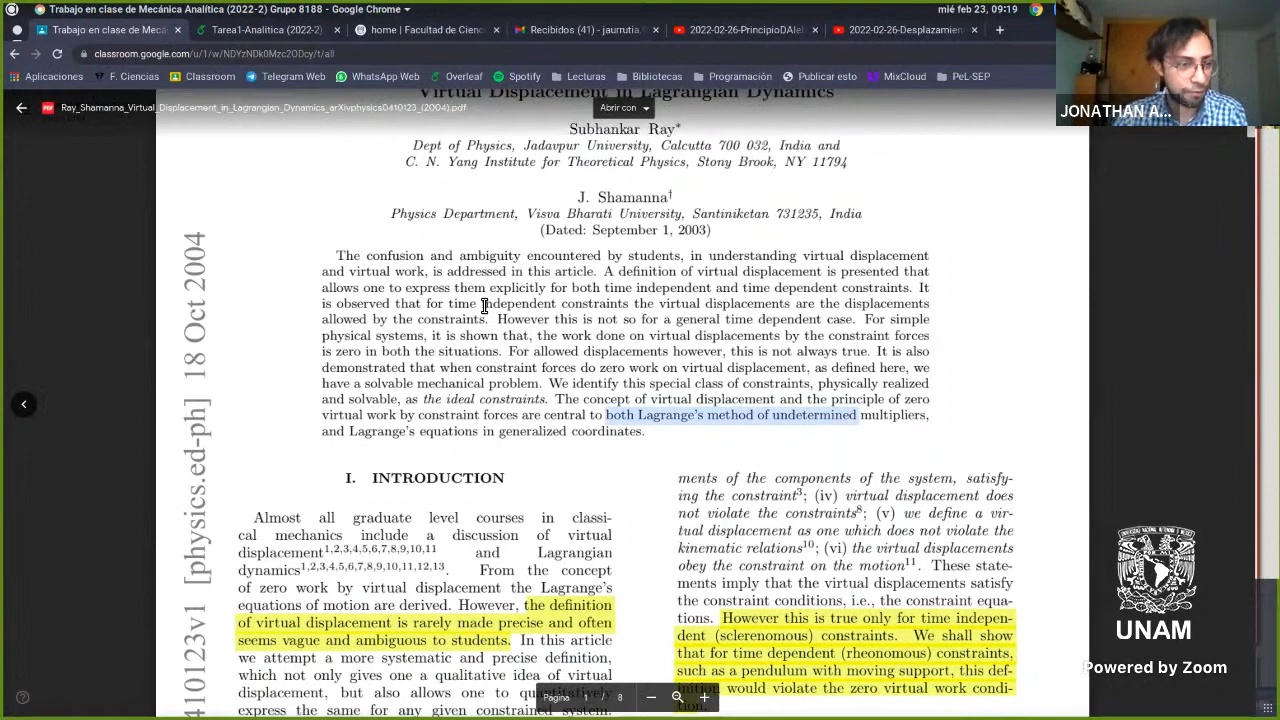 Trabajo en clase de Mecánica Analítica (2022-2) Grupo 8188 - Google Chrome
mié feb 23, 09:19
Trabajo en clase de Mecánica
Tarea1-Analitica (2022-2)
home | Facultad de Cienc
Recibidos (41) - jaurrutia
2022-02-26-PrincipioDAle
2022-02-26-Desplazamien
classroom.google.com/u/1/w/NDYzNDk0Mzc2ODcy/t/all
Aplicaciones
F. Ciencias
Classroom
Telegram Web
WhatsApp Web
Overleaf
Spotify
Lecturas
Bibliotecas
Programación
Publicar esto
MixCloud
PeL-SEP
Virtual Displacement in Lagrangian Dynamics
Ray_Shamanna_Virtual_Displacement_in_Lagrangian_Dynamics_arXivphysics0410123_(2004).pdf
Abrir con
JONATHAN A...
Subhankar Ray*
Dept of Physics, Jadavpur University, Calcutta 700 032, India and
C. N. Yang Institute for Theoretical Physics, Stony Brook, NY 11794
J. Shamanna†
Physics Department, Visva Bharati University, Santiniketan 731235, India
(Dated: September 1, 2003)
The confusion and ambiguity encountered by students, in understanding virtual displacement
and virtual work, is addressed in this article. A definition of virtual displacement is presented that
allows one to express them explicitly for both time independent and time dependent constraints. It
is observed that for time independent constraints the virtual displacements are the displacements
allowed by the constraints. However this is not so for a general time dependent case. For simple
physical systems, it is shown that, the work done on virtual displacements by the constraint forces
is zero in both the situations. For allowed displacements however, this is not always true. It is also
demonstrated that when constraint forces do zero work on virtual displacement, as defined here, we
have a solvable mechanical problem. We identify this special class of constraints, physically realized
and solvable, as the ideal constraints. The concept of virtual displacement and the principle of zero
virtual work by constraint forces are central to both Lagrange's method of undetermined multipliers,
and Lagrange's equations in generalized coordinates.
410123v1 [physics.ed-ph] 18 Oct 2004
I. INTRODUCTION
Almost all graduate level courses in classi-
cal mechanics include a discussion of virtual
displacement1,2,3,4,5,6,7,8,9,10,11 and Lagrangian
dynamics1,2,3,4,5,6,7,8,9,10,11,12,13. From the concept
of zero work by virtual displacement the Lagrange's
equations of motion are derived. However, the definition
of virtual displacement is rarely made precise and often
seems vague and ambiguous to students. In this article
we attempt a more systematic and precise definition,
which not only gives one a qualitative idea of virtual
displacement, but also allows one to quantitatively
express the same for any given constrained system.
ments of the components of the system, satisfy-
ing the constraint3; (iv) virtual displacement does
not violate the constraints8; (v) we define a vir-
tual displacement as one which does not violate the
kinematic relations10; (vi) the virtual displacements
obey the constraint on the motion11. These state-
ments imply that the virtual displacements satisfy
the constraint conditions, i.e., the constraint equa-
tions. However this is true only for time indepen-
dent (sclerenomous) constraints. We shall show
that for time dependent (rheonomous) constraints,
such as a pendulum with moving support, this def-
inition would violate the zero virtual work condi-
tion.
Página / 8
UNAM
Powered by Zoom